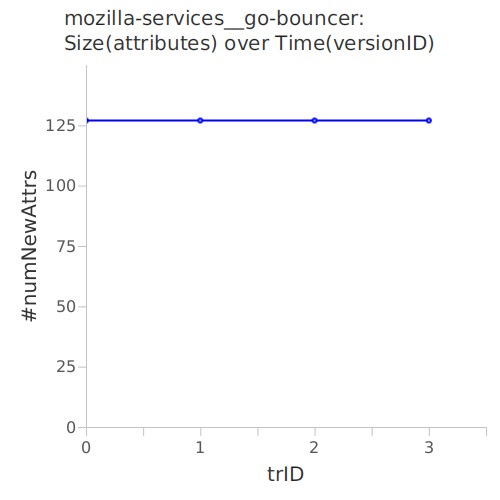 mozilla-services__go-bouncer:
Size(attributes) over Time(versionID)
#numNewAttrs
125
100
75
50
25
0
0 1 2 3
trID